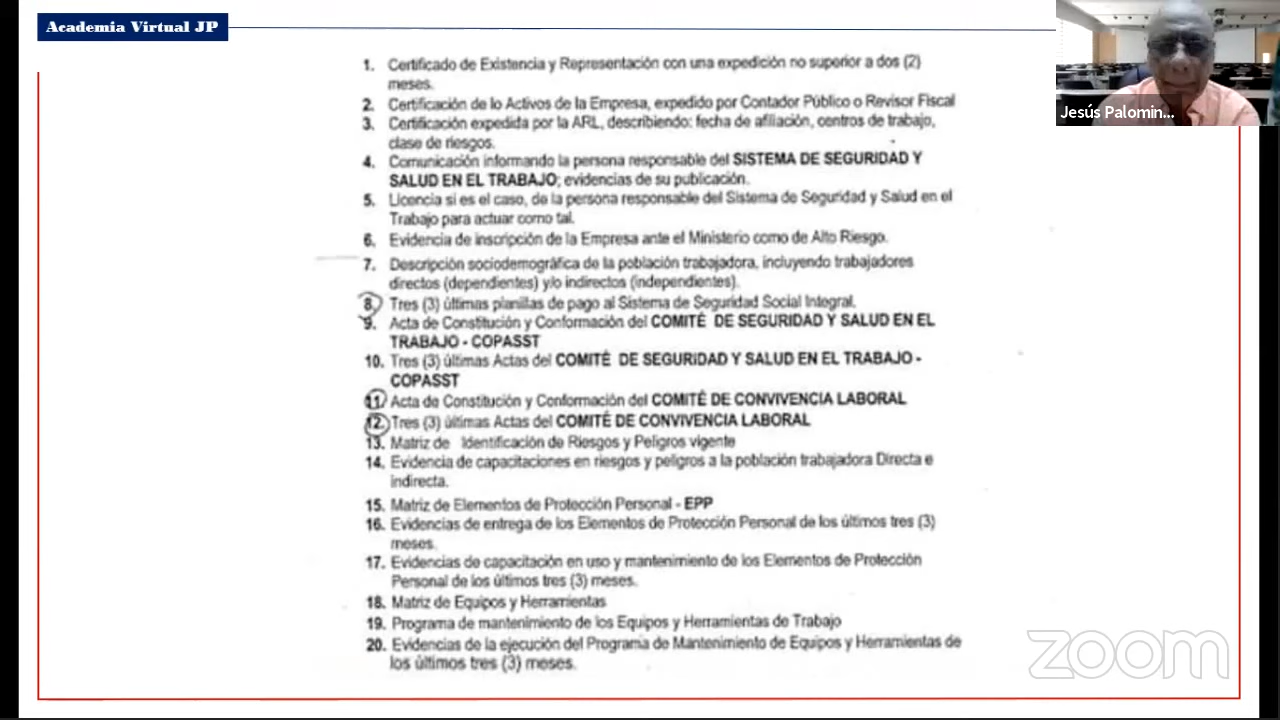 Academia Virtual JP
Jesús Palomin...
1. Certificado de Existencia y Representación con una expedición no superior a dos (2)
meses.
2. Certificación de lo Activos de la Empresa, expedido por Contador Público o Revisor Fiscal
3. Certificación expedida por la ARL, describiendo: fecha de afiliación, centros de trabajo,
clase de riesgos.
4. Comunicación informando la persona responsable del SISTEMA DE SEGURIDAD Y
SALUD EN EL TRABAJO; evidencias de su publicación.
5. Licencia si es el caso, de la persona responsable del Sistema de Seguridad y Salud en el
Trabajo para actuar como tal.
6. Evidencia de inscripción de la Empresa ante el Ministerio como de Alto Riesgo.
7. Descripción sociodemográfica de la población trabajadora, incluyendo trabajadores
directos (dependientes) y/o indirectos (independientes).
8. Tres (3) últimas planillas de pago al Sistema de Seguridad Social Integral.
9. Acta de Constitución y Conformación del COMITÉ DE SEGURIDAD Y SALUD EN EL
TRABAJO - COPASST
10. Tres (3) últimas Actas del COMITÉ DE SEGURIDAD Y SALUD EN EL TRABAJO -
COPASST
11. Acta de Constitución y Conformación del COMITÉ DE CONVIVENCIA LABORAL
12. Tres (3) últimas Actas del COMITÉ DE CONVIVENCIA LABORAL
13. Matriz de Identificación de Riesgos y Peligros vigente
14. Evidencia de capacitaciones en riesgos y peligros a la población trabajadora Directa e
indirecta.
15. Matriz de Elementos de Protección Personal - EPP
16. Evidencias de entrega de los Elementos de Protección Personal de los últimos tres (3)
meses.
17. Evidencias de capacitación en uso y mantenimiento de los Elementos de Protección
Personal de los últimos tres (3) meses.
18. Matriz de Equipos y Herramientas
19. Programa de mantenimiento de los Equipos y Herramientas de Trabajo
20. Evidencias de la ejecución del Programa de Mantenimiento de Equipos y Herramientas de
los últimos tres (3) meses.
zoom